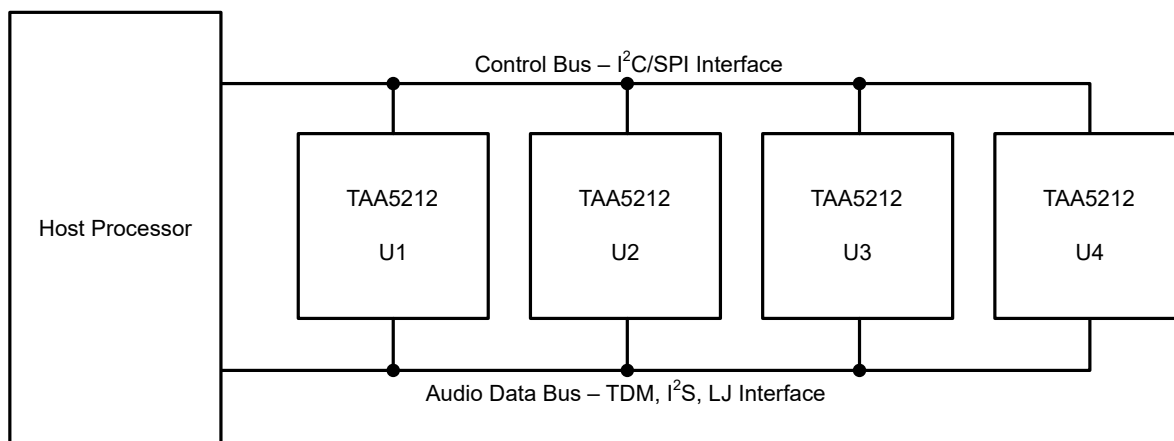 Control Bus – I²C/SPI Interface
Host Processor
TAA5212
U1
TAA5212
U2
TAA5212
U3
TAA5212
U4
Audio Data Bus – TDM, I²S, LJ Interface